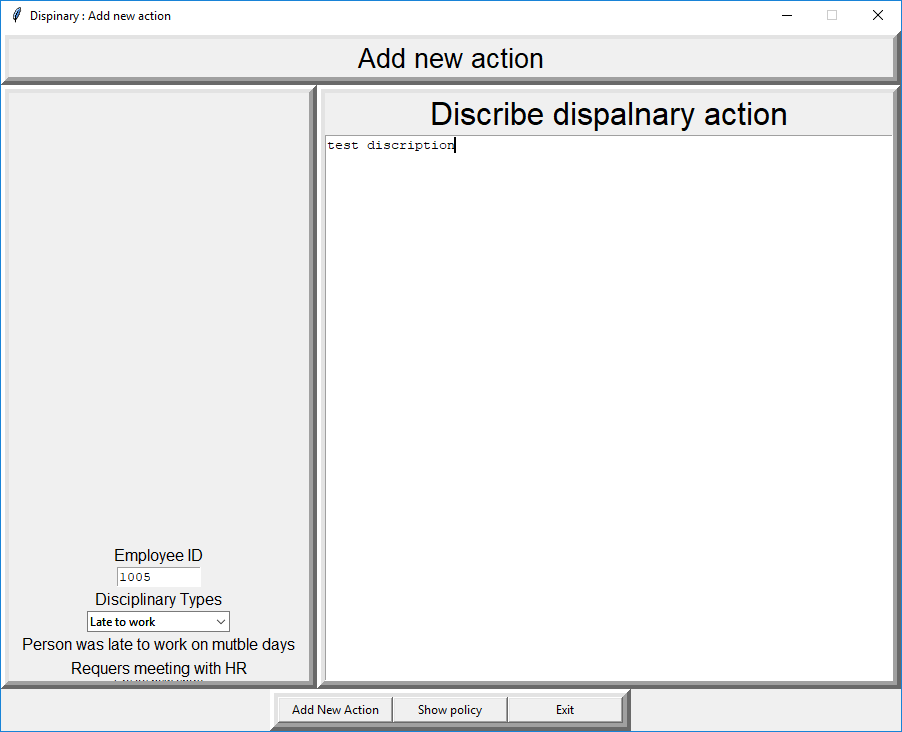 Dispinary : Add new action
Add new action
Discribe dispalnary action
test discription
Employee ID
1005
Disciplinary Types
Late to work
Person was late to work on mutble days
Requers meeting with HR
Add New Action
Show policy
Exit